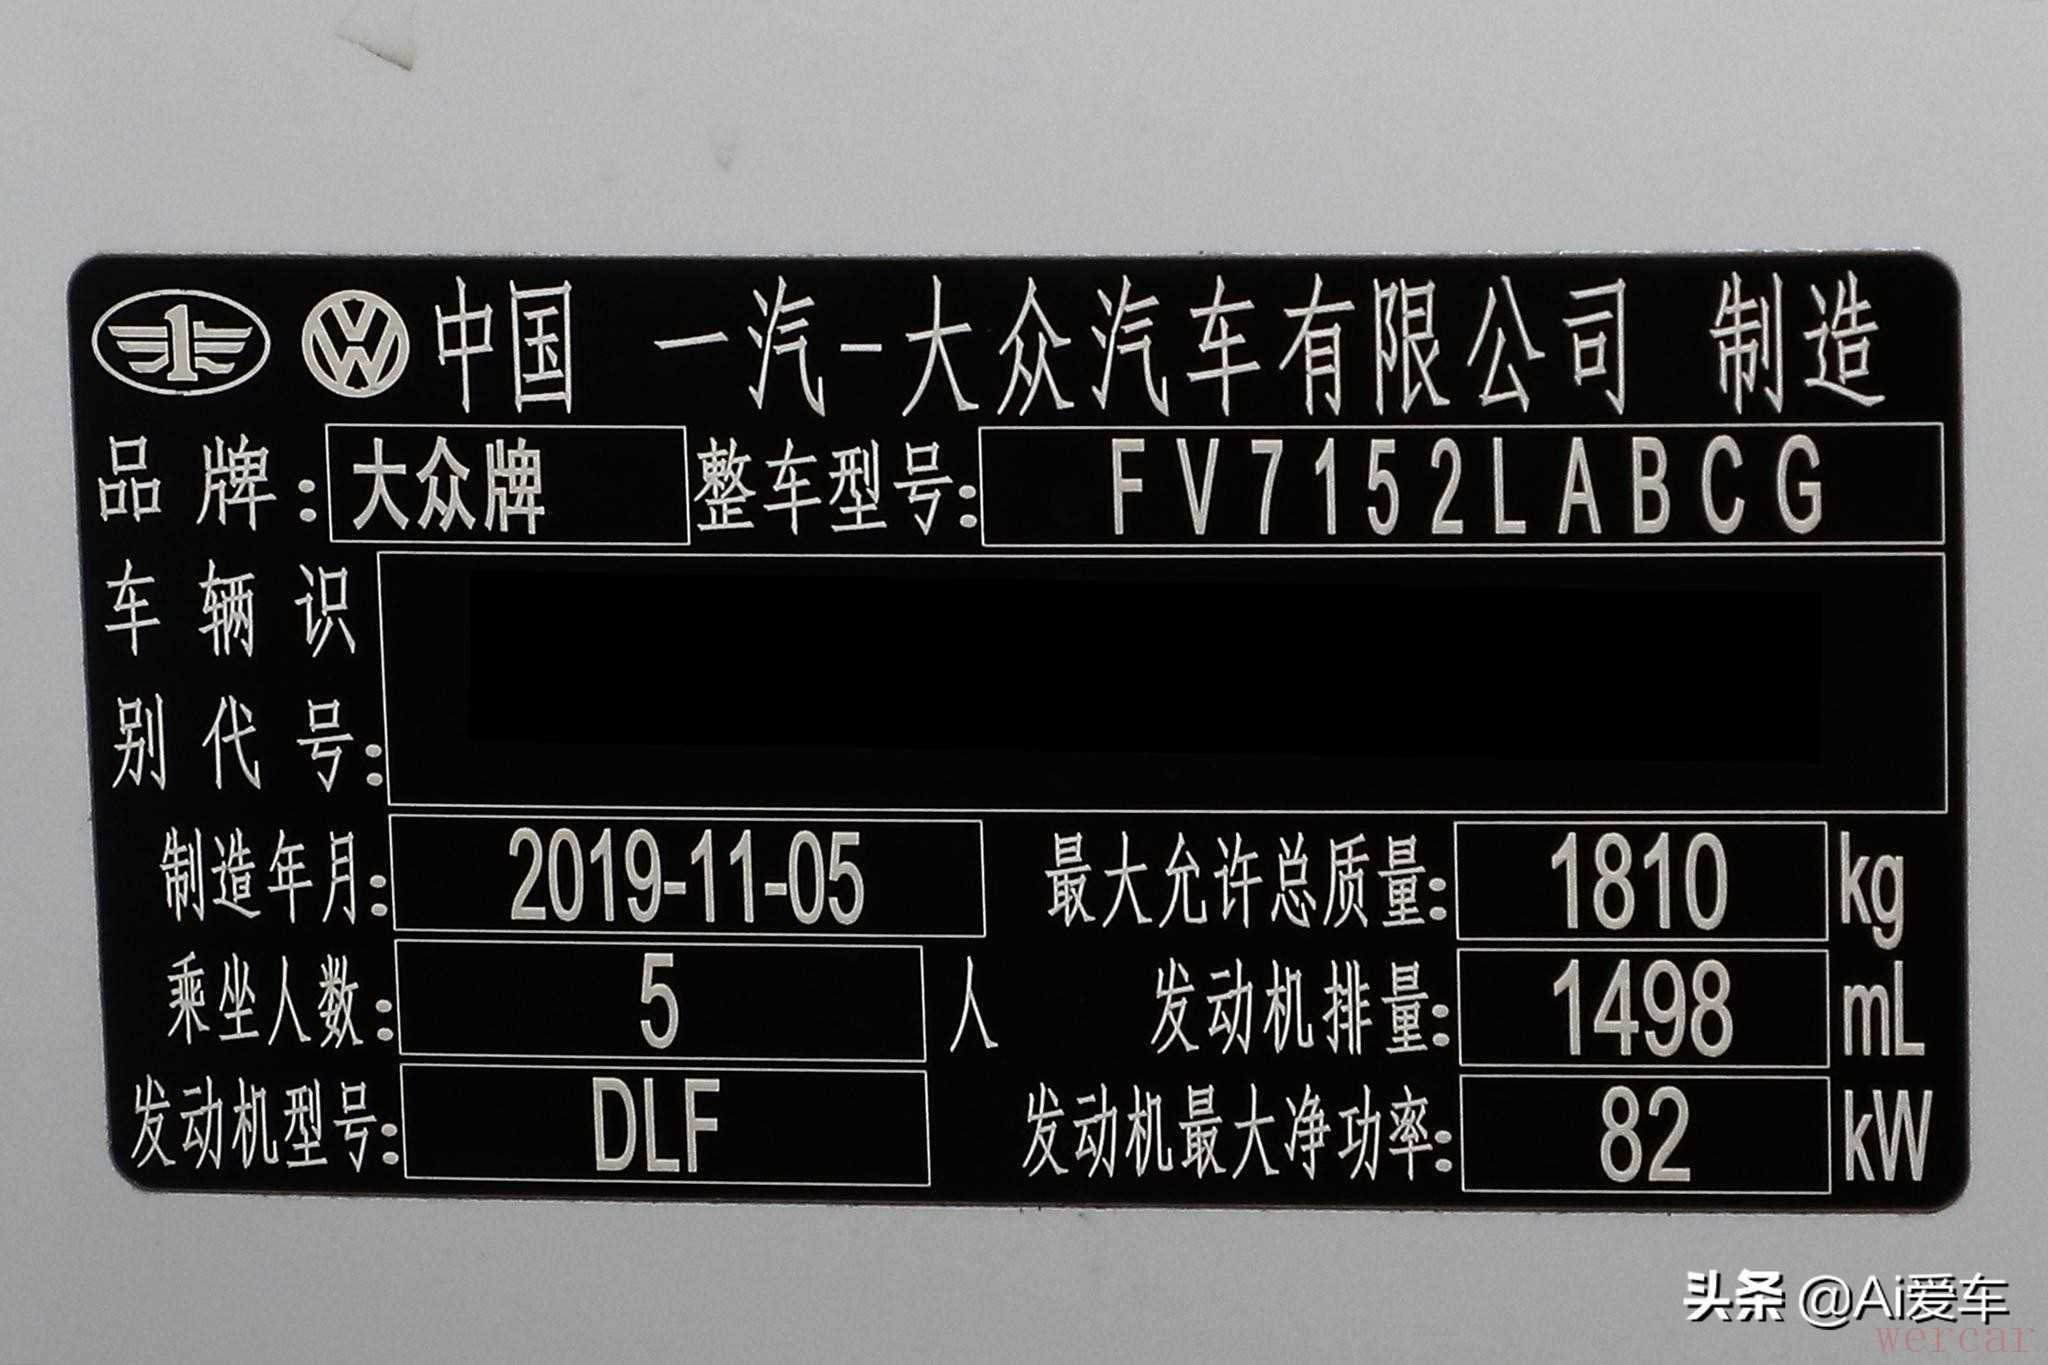 中国 一汽-大众汽车有限公司 制造
品牌: 大众牌 整车型号: FV7152LABCG
车辆识
别代号:
制造年月: 2019-11-05 最大允许总质量: 1810 kg
乘坐人数: 5 人 发动机排量: 1498 mL
发动机型号: DLF 发动机最大净功率: 82 kW
头条 @Ai爱车
wercar